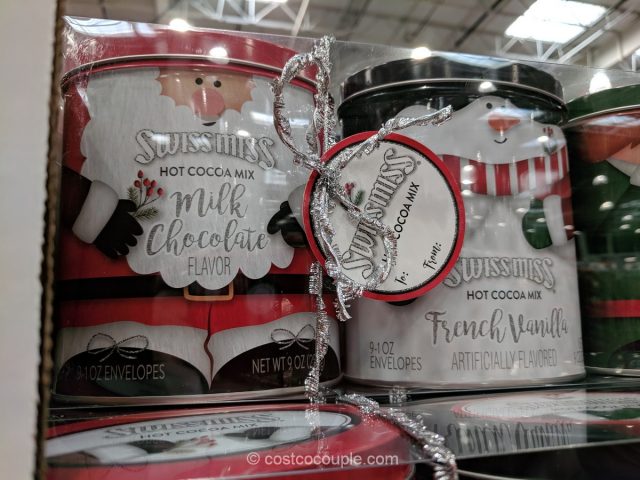 SWISS MISS
HOT COCOA MIX
Milk
Chocolate
FLAVOR
9-1 OZ ENVELOPES
NET WT 9 OZ
SWISS MISS
HOT COCOA MIX
To:
From:
SWISS MISS
HOT COCOA MIX
French Vanilla
ARTIFICIALLY FLAVORED
9-1 OZ
ENVELOPES
SWISS MISS
HOT COCOA MIX
© costcocouple.com